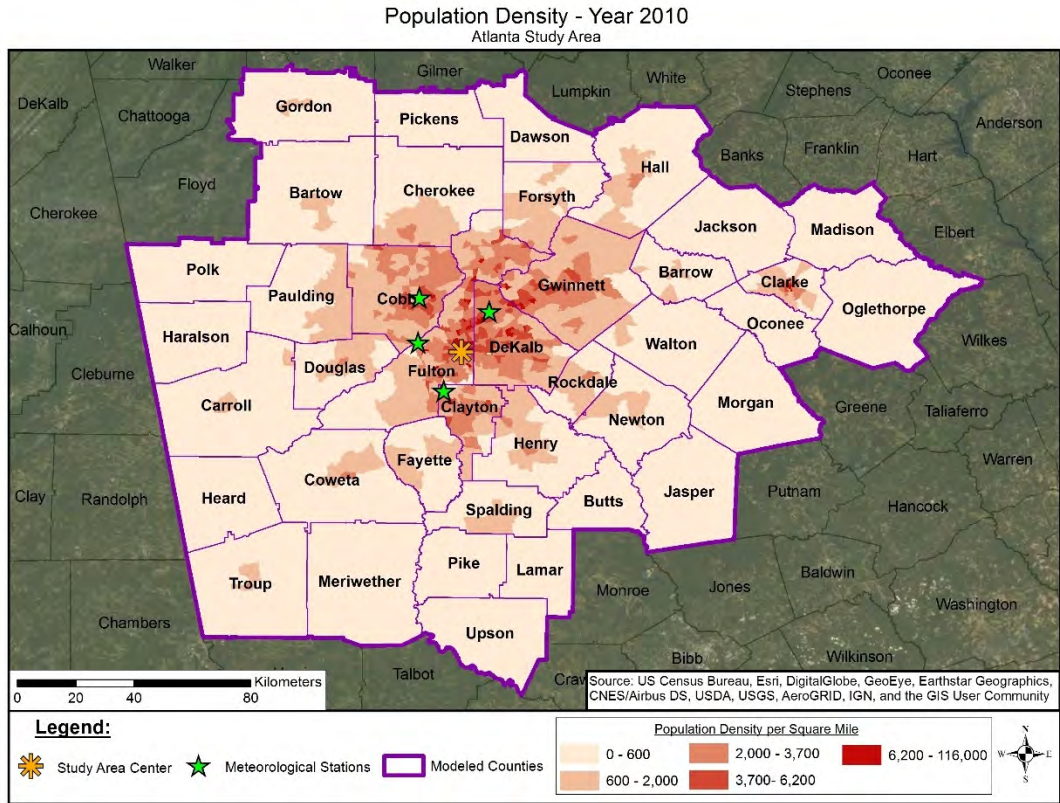 Population Density - Year 2010
Atlanta Study Area
Walker
Gilmer
White
Oconee
DeKalb
Chattooga
Gordon
Pickens
Lumpkin
Stephens
Dawson
Anderson
Hall
Banks
Franklin
Hart
Floyd
Bartow
Cherokee
Forsyth
Cherokee
Jackson
Madison
Elbert
Polk
Paulding
Cobb
Gwinnett
Barrow
Clarke
Oglethorpe
Calhoun
Haralson
Oconee
Wilkes
Cleburne
Douglas
Fulton
DeKalb
Walton
Rockdale
Carroll
Clayton
Newton
Morgan
Greene
Taliaferro
Henry
Fayette
Warren
Clay
Randolph
Heard
Coweta
Spalding
Butts
Jasper
Putnam
Hancock
Troup
Meriwether
Pike
Lamar
Monroe
Jones
Baldwin
Washington
Chambers
Upson
Talbot
Bibb
Wilkinson
Kilometers
0 20 40 80
Source: US Census Bureau, Esri, DigitalGlobe, GeoEye, Earthstar Geographics,
CNES/Airbus DS, USDA, USGS, AeroGRID, IGN, and the GIS User Community
Legend:
Study Area Center
Meteorological Stations
Modeled Counties
Population Density per Square Mile
0 - 600
2,000 - 3,700
6,200 - 116,000
600 - 2,000
3,700- 6,200
N
W
E
S